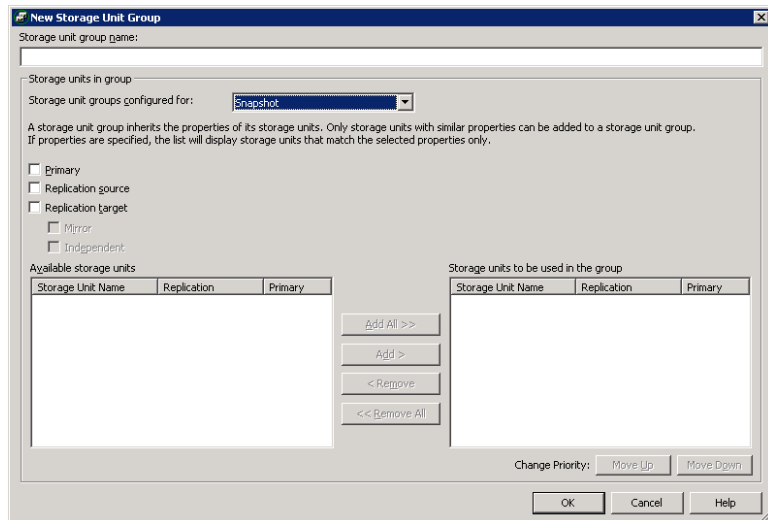 New Storage Unit Group
Storage unit group name:
Storage units in group
Storage unit groups configured for:
Snapshot
A storage unit group inherits the properties of its storage units. Only storage units with similar properties can be added to a storage unit group.
If properties are specified, the list will display storage units that match the selected properties only.
Primary
Replication source
Replication target
Mirror
Independent
Available storage units
Storage units to be used in the group
Storage Unit Name Replication Primary
Storage Unit Name Replication Primary
Add All >>
Add >
< Remove
<< Remove All
Change Priority: Move Up Move Down
OK Cancel Help